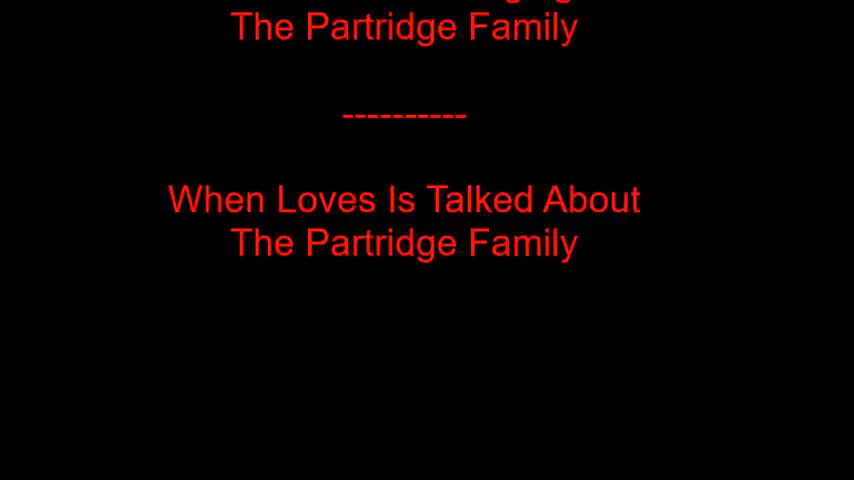 The Partridge Family
----------
When Loves Is Talked About
The Partridge Family